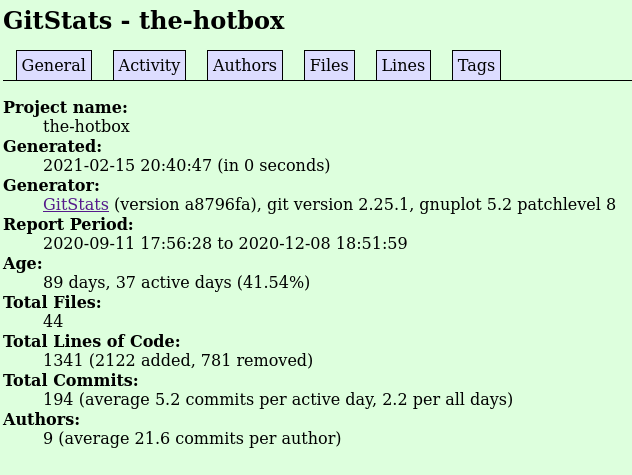 GitStats - the-hotbox
General Activity Authors Files Lines Tags
Project name:
the-hotbox
Generated:
2021-02-15 20:40:47 (in 0 seconds)
Generator:
GitStats (version a8796fa), git version 2.25.1, gnuplot 5.2 patchlevel 8
Report Period:
2020-09-11 17:56:28 to 2020-12-08 18:51:59
Age:
89 days, 37 active days (41.54%)
Total Files:
44
Total Lines of Code:
1341 (2122 added, 781 removed)
Total Commits:
194 (average 5.2 commits per active day, 2.2 per all days)
Authors:
9 (average 21.6 commits per author)